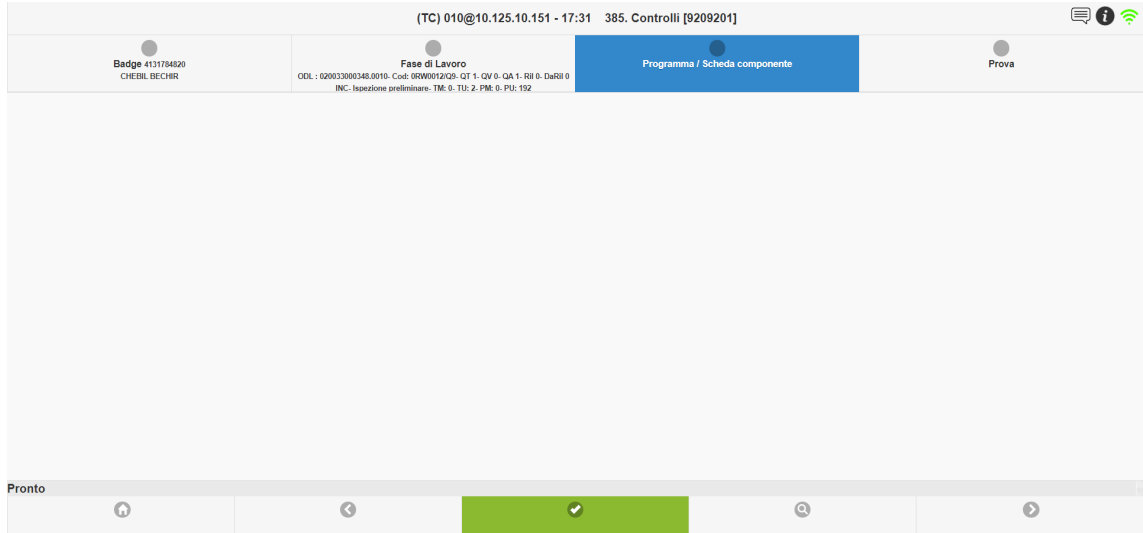 (TC) 010@10.125.10.151 - 17:31 385. Controlli [9209201]
Badge 4131784820
CHEBIL BECHIR
Fase di Lavoro
ODL : 020033000348.0010- Cod: 0RW0012/Q9- QT 1- QV 0- QA 1- Ril 0- DaRil 0
INC- Ispezione preliminare- TM: 0- TU: 2- PM: 0- PU: 192
Programma / Scheda componente
Prova
Pronto